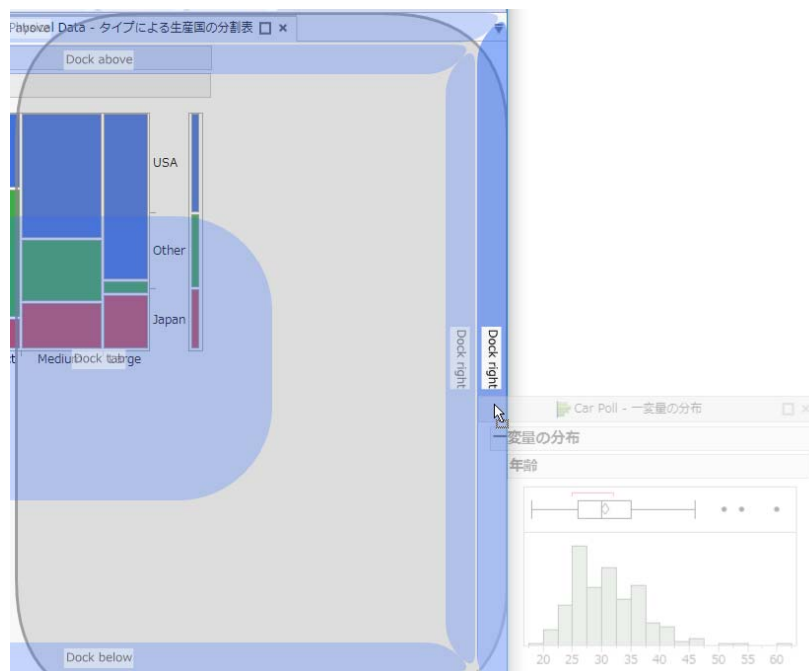 Data - タイプによる生産国の分割表
Dock above
USA
Other
Japan
Medium
Dock tab
Large
Dock right
Dock right
Car Poll - 一変量の分布
一変量の分布
年齢
20 25 30 35 40 45 50 55 60
Dock below